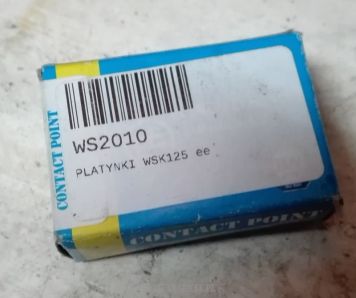 CONTACT POINT
WS2010
PLATYNKI WSK125 ee
CONTACT POINT